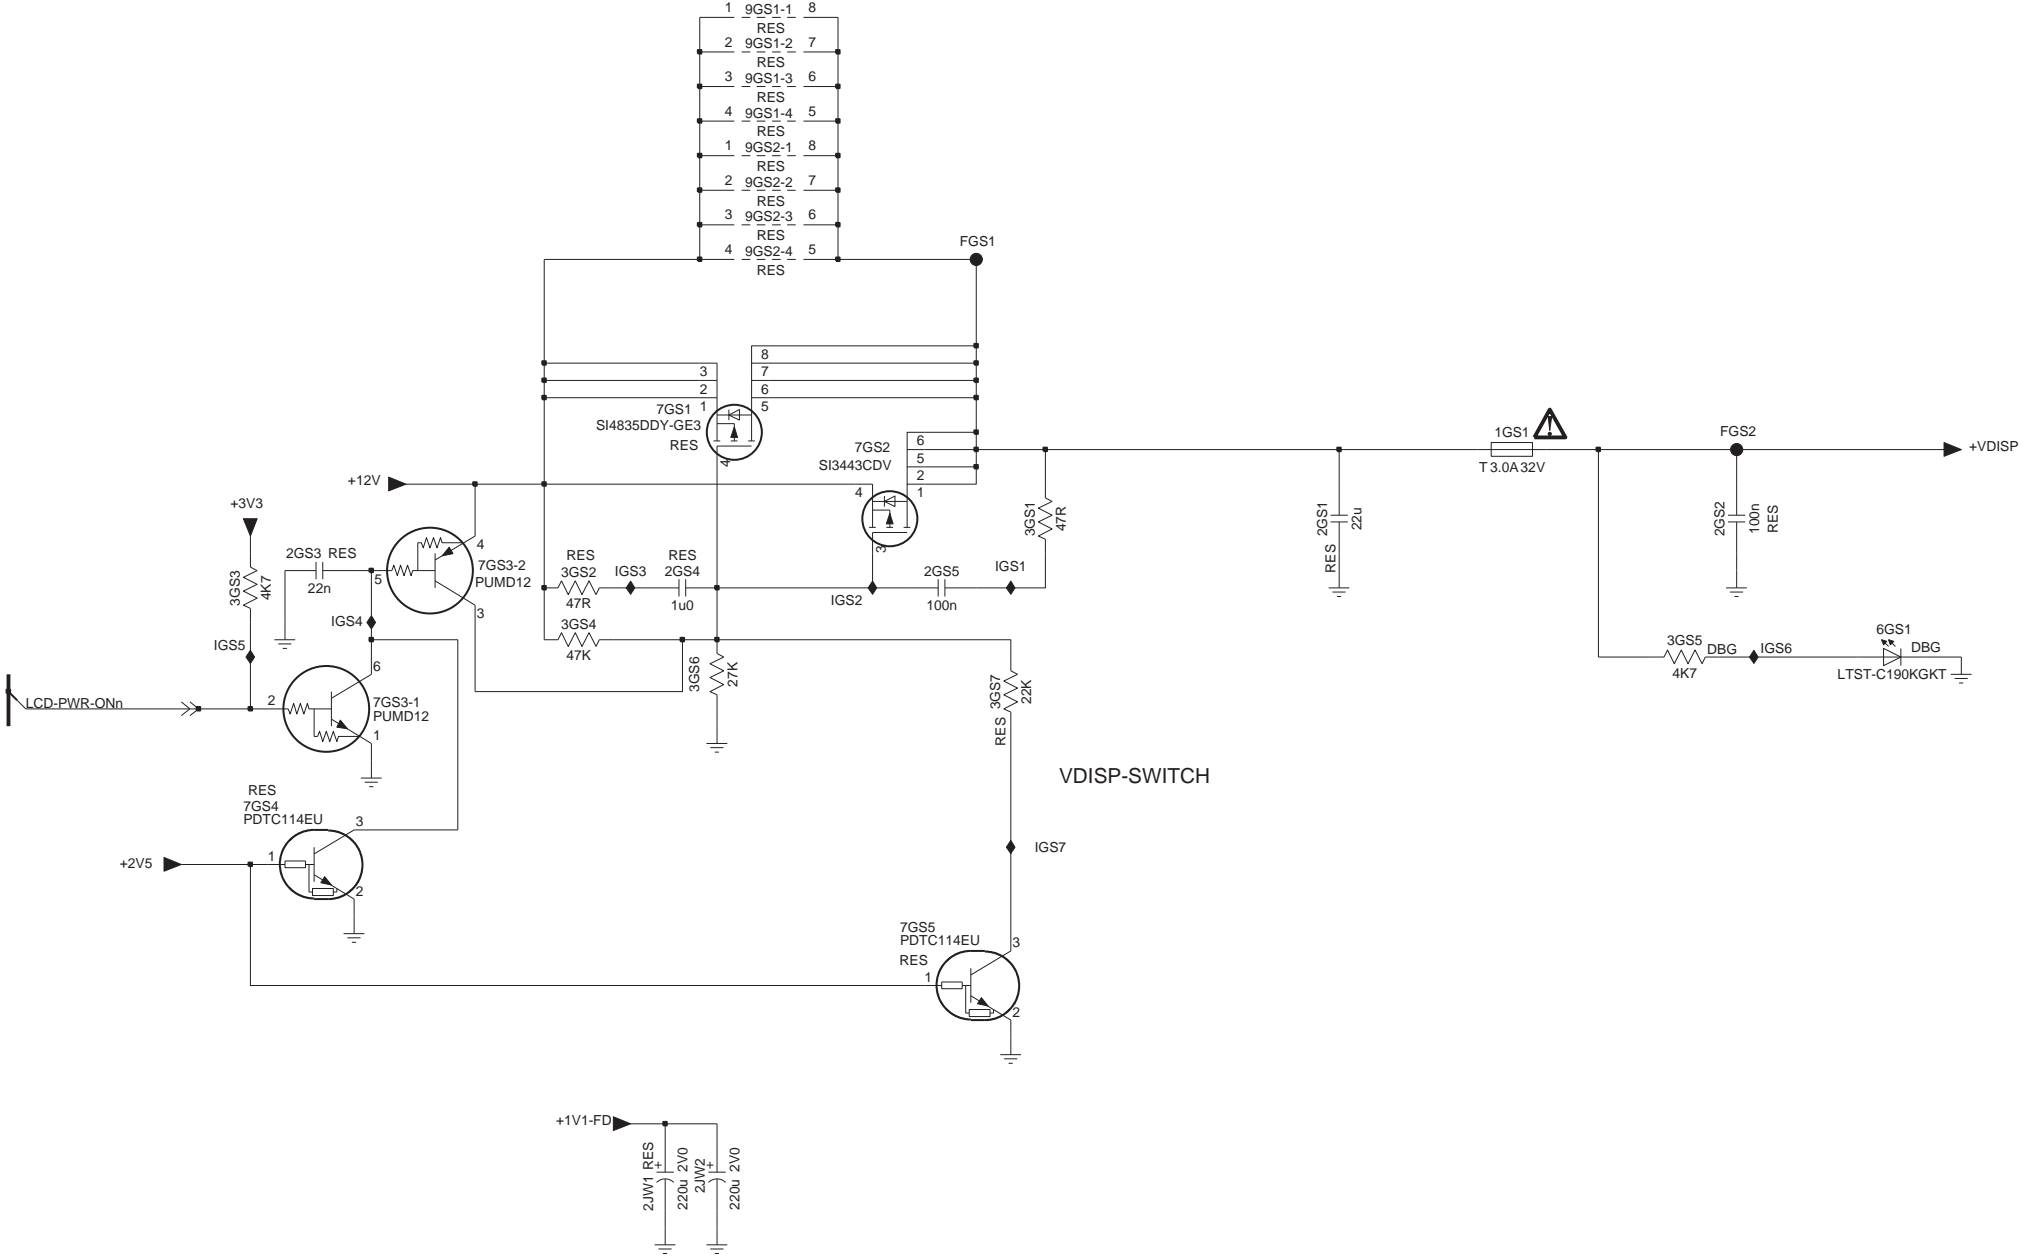 1 9GS1-1 8
RES
2 9GS1-2 7
RES
3 9GS1-3 6
RES
4 9GS1-4 5
RES
1 9GS2-1 8
RES
2 9GS2-2 7
RES
3 9GS2-3 6
RES
4 9GS2-4 5
RES
FGS1
8
3
7
2
6
7GS1 1
5
SI4835DDY-GE3
RES
4
7GS2
SI3443CDV
6
5
2
4
1
3
1GS1
T 3.0A 32V
FGS2
+VDISP
+12V
+3V3
3GS3
4K7
2GS3 RES
22n
5
4
7GS3-2
PUMD12
3
RES
3GS2
47R
IGS3
RES
2GS4
1u0
IGS2
2GS5
100n
IGS1
3GS1
47R
2GS1
22u
RES
2GS2
100n
RES
IGS4
IGS5
3GS4
47K
3GS6
27K
3GS7
22K
RES
3GS5
4K7
DBG
IGS6
6GS1
DBG
LTST-C190KGKT
LCD-PWR-ONn
2
6
7GS3-1
PUMD12
1
VDISP-SWITCH
RES
7GS4
PDTC114EU
3
+2V5
1
2
IGS7
7GS5
PDTC114EU
RES
3
1
2
+1V1-FD
2JW1 RES
220u 2V0
2JW2
220u 2V0
+
+